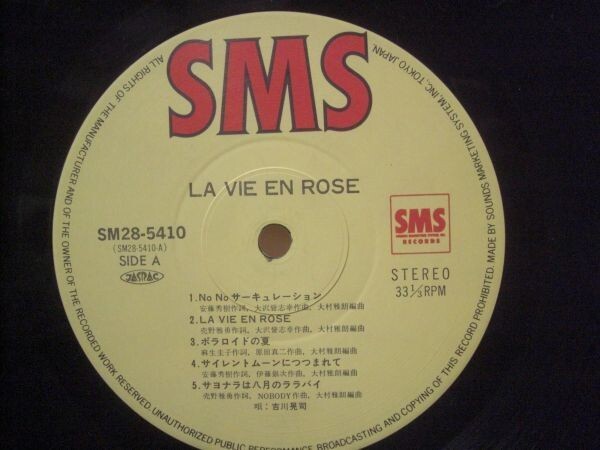 SMS
LA VIE EN ROSE
SM28-5410
(SM28-5410-A)
SIDE A
JASRAC
SMS
SOUNDS MARKETING SYSTEM, INC.
RECORDS
STEREO
33 1/3 RPM
1. No Noサーキュレーション
安藤秀樹作詞, 大沢誉志幸作曲, 大村雅朗編曲
2. LA VIE EN ROSE
売野雅勇作詞, 大沢誉志幸作曲, 大村雅朗編曲
3. ポラロイドの夏
麻生圭子作詞, 原田真二作曲, 大村雅朗編曲
4. サイレントムーンにつつまれて
安藤秀樹作詞, 伊藤銀次作曲, 大村雅朗編曲
5. サヨナラは八月のララバイ
売野雅勇作詞, NOBODY作曲, 大村雅朗編曲
唄：吉川晃司
ALL RIGHTS OF THE MANUFACTURER AND OF THE OWNER OF THE RECORDED WORK RESERVED. UNAUTHORIZED PUBLIC PERFORMANCE, BROADCASTING AND COPYING OF THIS RECORD PROHIBITED. MADE BY SOUNDS MARKETING SYSTEM, INC., TOKYO JAPAN.